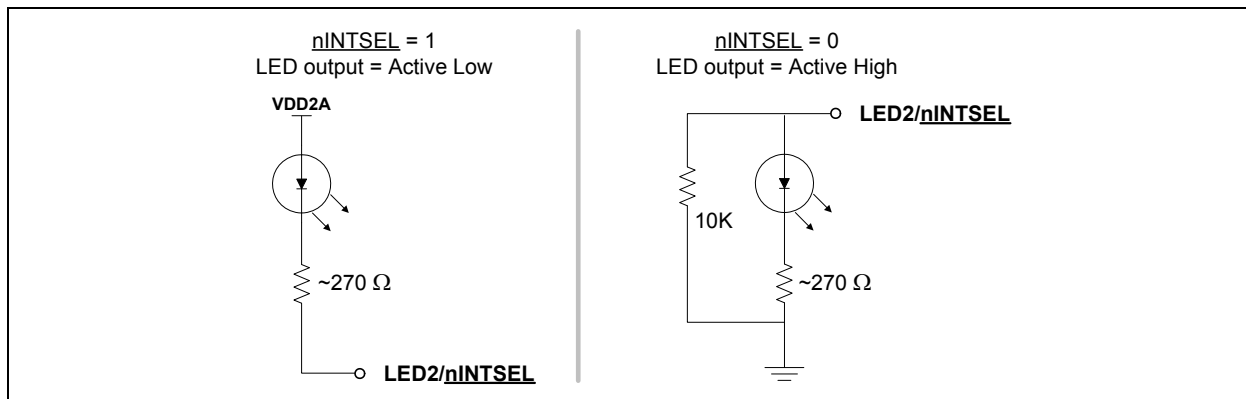 nINTSEL = 1
LED output = Active Low
VDD2A
~270 Ω
LED2/nINTSEL
nINTSEL = 0
LED output = Active High
LED2/nINTSEL
10K
~270 Ω